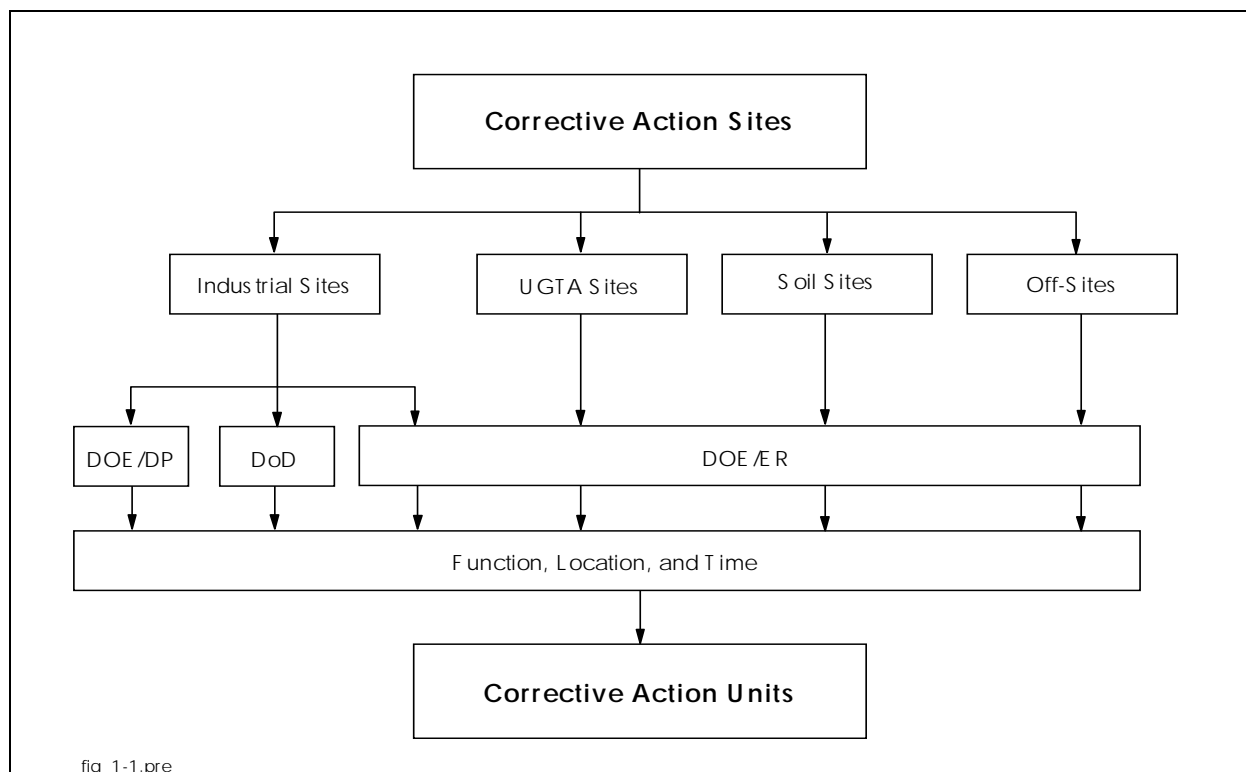 Corrective Action Sites
Industrial Sites
UGTA Sites
Soil Sites
Off-Sites
DOE/DP
DoD
DOE/ER
Function, Location, and Time
Corrective Action Units
fig_1-1.pre